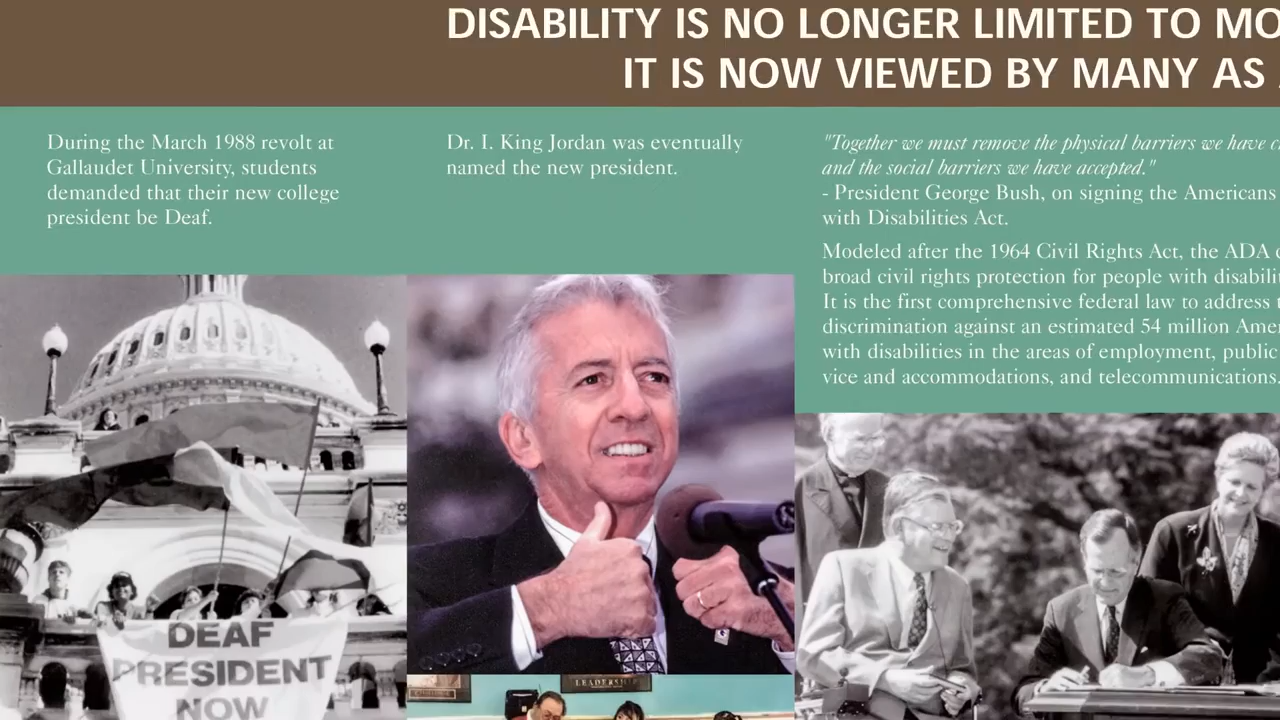 DISABILITY IS NO LONGER LIMITED TO
IT IS NOW VIEWED BY MANY AS
During the March 1988 revolt at
Gallaudet University, students
demanded that their new college
president be Deaf.
Dr. I. King Jordan was eventually
named the new president.
"Together we must remove the physical barriers we have
and the social barriers we have accepted."
- President George Bush, on signing the Americans
with Disabilities Act.
Modeled after the 1964 Civil Rights Act, the ADA
broad civil rights protection for people with
It is the first comprehensive federal law to address
discrimination against an estimated 54 million
with disabilities in the areas of employment, public
vice and accommodations, and telecommunications.
DEAF
PRESIDENT
NOW
LEADERSHIP